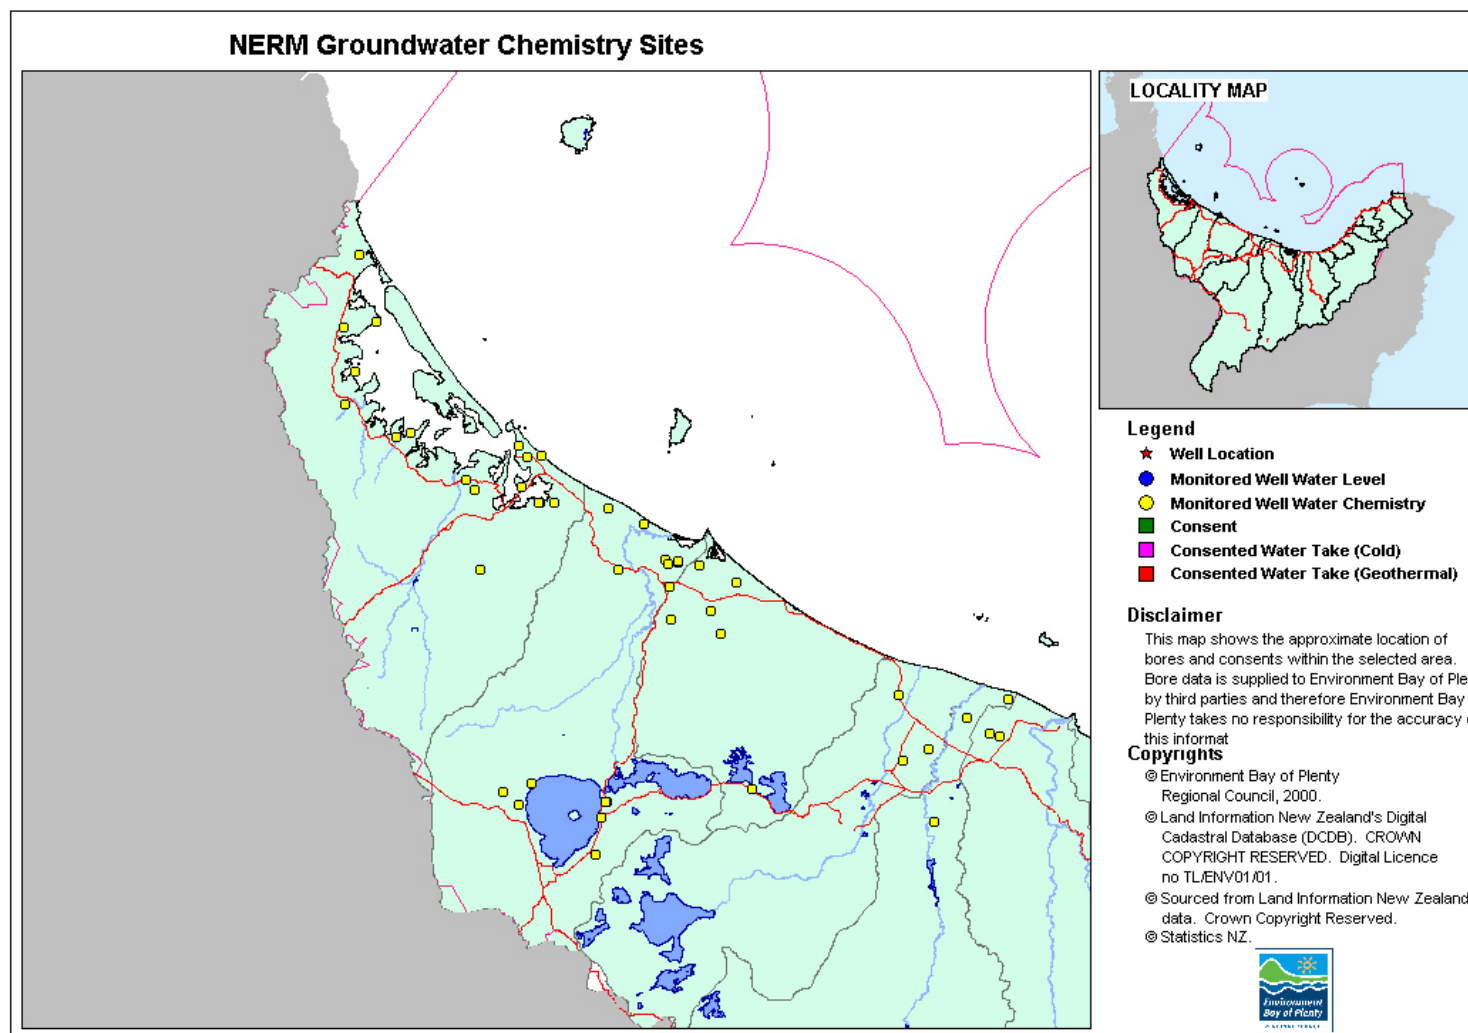 NERM Groundwater Chemistry Sites
LOCALITY MAP
Legend
Well Location
Monitored Well Water Level
Monitored Well Water Chemistry
Consent
Consented Water Take (Cold)
Consented Water Take (Geothermal)
Disclaimer
This map shows the approximate location of
bores and consents within the selected area.
Bore data is supplied to Environment Bay of Ple
by third parties and therefore Environment Bay
Plenty takes no responsibility for the accuracy
this informat
Copyrights
© Environment Bay of Plenty
Regional Council, 2000.
© Land Information New Zealand's Digital
Cadastral Database (DCDB). CROWN
COPYRIGHT RESERVED. Digital Licence
no TL/ENV01/01.
© Sourced from Land Information New Zealand
data. Crown Copyright Reserved.
© Statistics NZ.
Environment
Bay of Plenty